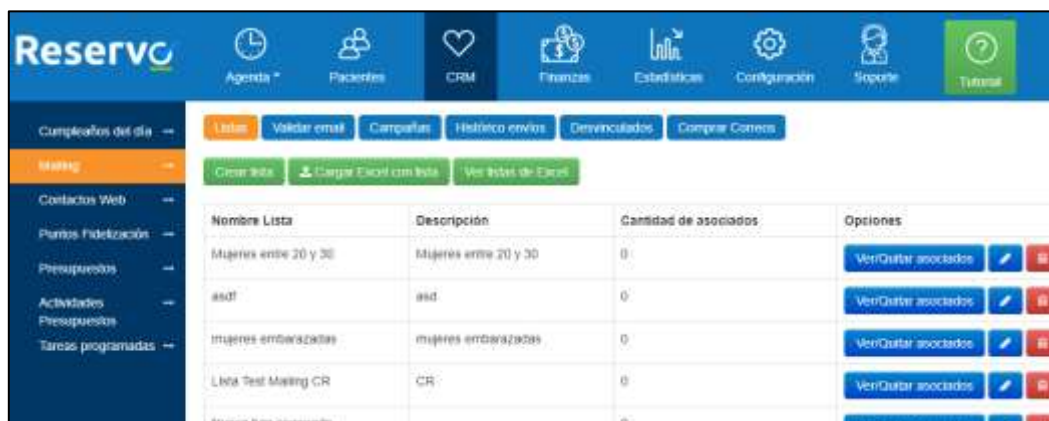 Reservo
Agenda
Pacientes
CRM
Finanzas
Estadísticas
Configuración
Soporte
Tutorial
Cumpleaños del día
Mailing
Contactos Web
Puntos Fidelización
Presupuestos
Actividades
Presupuestos
Tareas programadas
Listas Validar email Campañas Histórico envíos Desvinculados Comprar Correos
Crear lista Cargar Excel con lista Ver listas de Excel
Nombre Lista Descripción Cantidad de asociados Opciones
Mujeres entre 20 y 30 Mujeres entre 20 y 30 0 Ver/Quitar asociados
asdf asd 0 Ver/Quitar asociados
mujeres embarazadas mujeres embarazadas 0 Ver/Quitar asociados
Lista Test Mailing CR CR 0 Ver/Quitar asociados